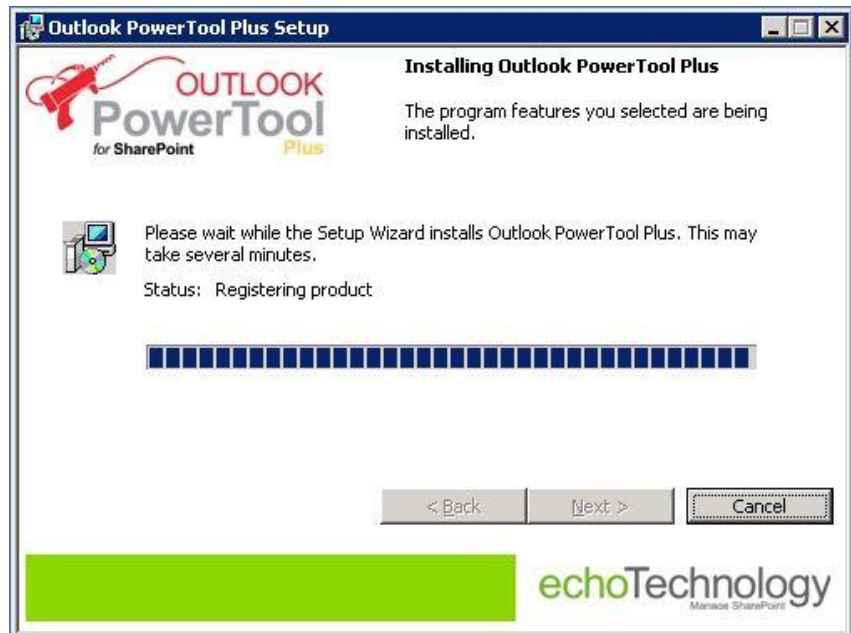 Outlook PowerTool Plus Setup
OUTLOOK
PowerTool
for SharePoint Plus
Installing Outlook PowerTool Plus
The program features you selected are being
installed.
Please wait while the Setup Wizard installs Outlook PowerTool Plus. This may
take several minutes.
Status: Registering product
< Back Next > Cancel
echoTechnology
Manage SharePoint